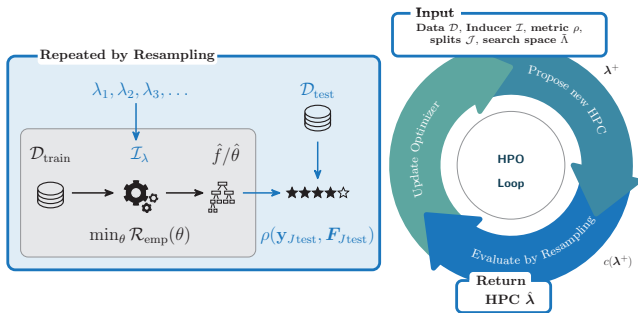 Repeated by Resampling
λ₁, λ₂, λ₃, . . .
𝒟test
𝒟train
ℐλ
f̂/θ̂
minθ ℛemp(θ)
ρ(yJtest, FJtest)
Input
Data 𝒟, Inducer ℐ, metric ρ,
splits 𝒥, search space Λ̃
Propose new HPC
λ⁺
Update Optimizer
HPO
Loop
Evaluate by Resampling
c(λ⁺)
Return
HPC λ̂